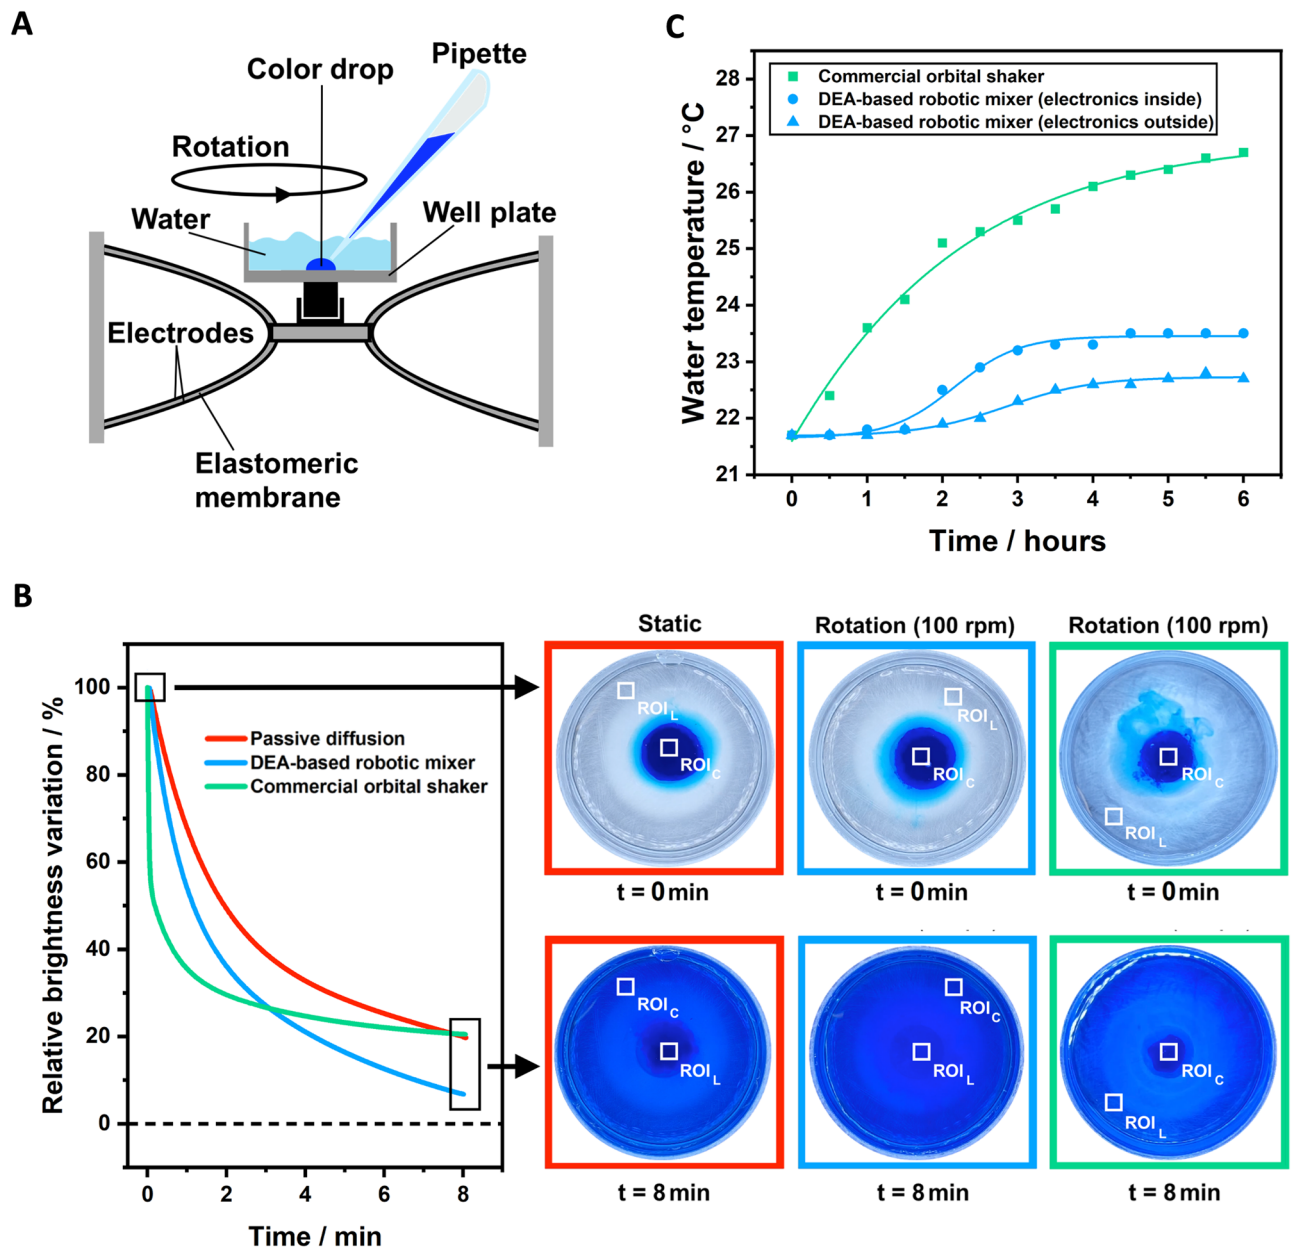 A
Color drop
Pipette
Rotation
Water
Well plate
Electrodes
Elastomeric
membrane
C
Water temperature / °C
28
27
26
25
24
23
22
21
Commercial orbital shaker
DEA-based robotic mixer (electronics inside)
DEA-based robotic mixer (electronics outside)
0
1
2
3
4
5
6
Time / hours
B
Relative brightness variation / %
100
80
60
40
20
0
Passive diffusion
DEA-based robotic mixer
Commercial orbital shaker
0
2
4
6
8
Time / min
Static
Rotation (100 rpm)
Rotation (100 rpm)
ROI L
ROI C
ROI L
ROI C
ROI C
ROI L
t = 0 min
t = 0 min
t = 0 min
ROI C
ROI L
ROI C
ROI L
ROI C
ROI L
t = 8 min
t = 8 min
t = 8 min